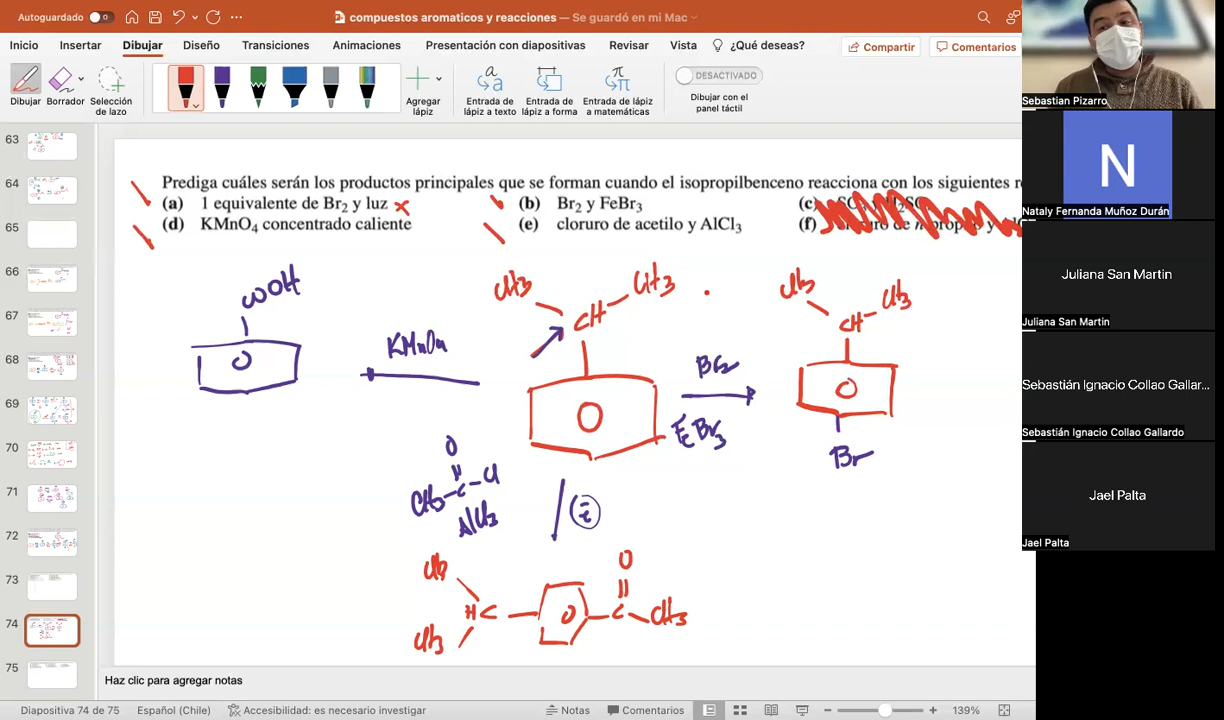 Autoguardado
compuestos aromaticos y reacciones — Se guardó en mi Mac
Inicio Insertar Dibujar Diseño Transiciones Animaciones Presentación con diapositivas Revisar Vista ¿Qué deseas? Compartir Comentarios
Dibujar Borrador Selección de lazo Agregar lápiz Entrada de lápiz a texto Entrada de lápiz a forma Entrada de lápiz a matemáticas DESACTIVADO Dibujar con el panel táctil
Sebastian Pizarro
N
Nataly Fernanda Muñoz Durán
Juliana San Martin
Juliana San Martin
Sebastián Ignacio Collao Gallar...
Sebastián Ignacio Collao Gallardo
Jael Palta
Jael Palta
63
64
65
66
67
68
69
70
71
72
73
74
75
Prediga cuáles serán los productos principales que se forman cuando el isopropilbenceno reacciona con los siguientes
(a) 1 equivalente de Br2 y luz (b) Br2 y FeBr3 (c)
(d) KMnO4 concentrado caliente (e) cloruro de acetilo y AlCl3 (f)
COOH CH3 CH3 CH3 CH3
CH CH
KMnO4 Br2
O O O
FeBr3
Br
O
CH3 C Cl
AlCl3
O
CH3
HC O C CH3
CH3
Haz clic para agregar notas
Diapositiva 74 de 75 Español (Chile) Accesibilidad: es necesario investigar Notas Comentarios 139%